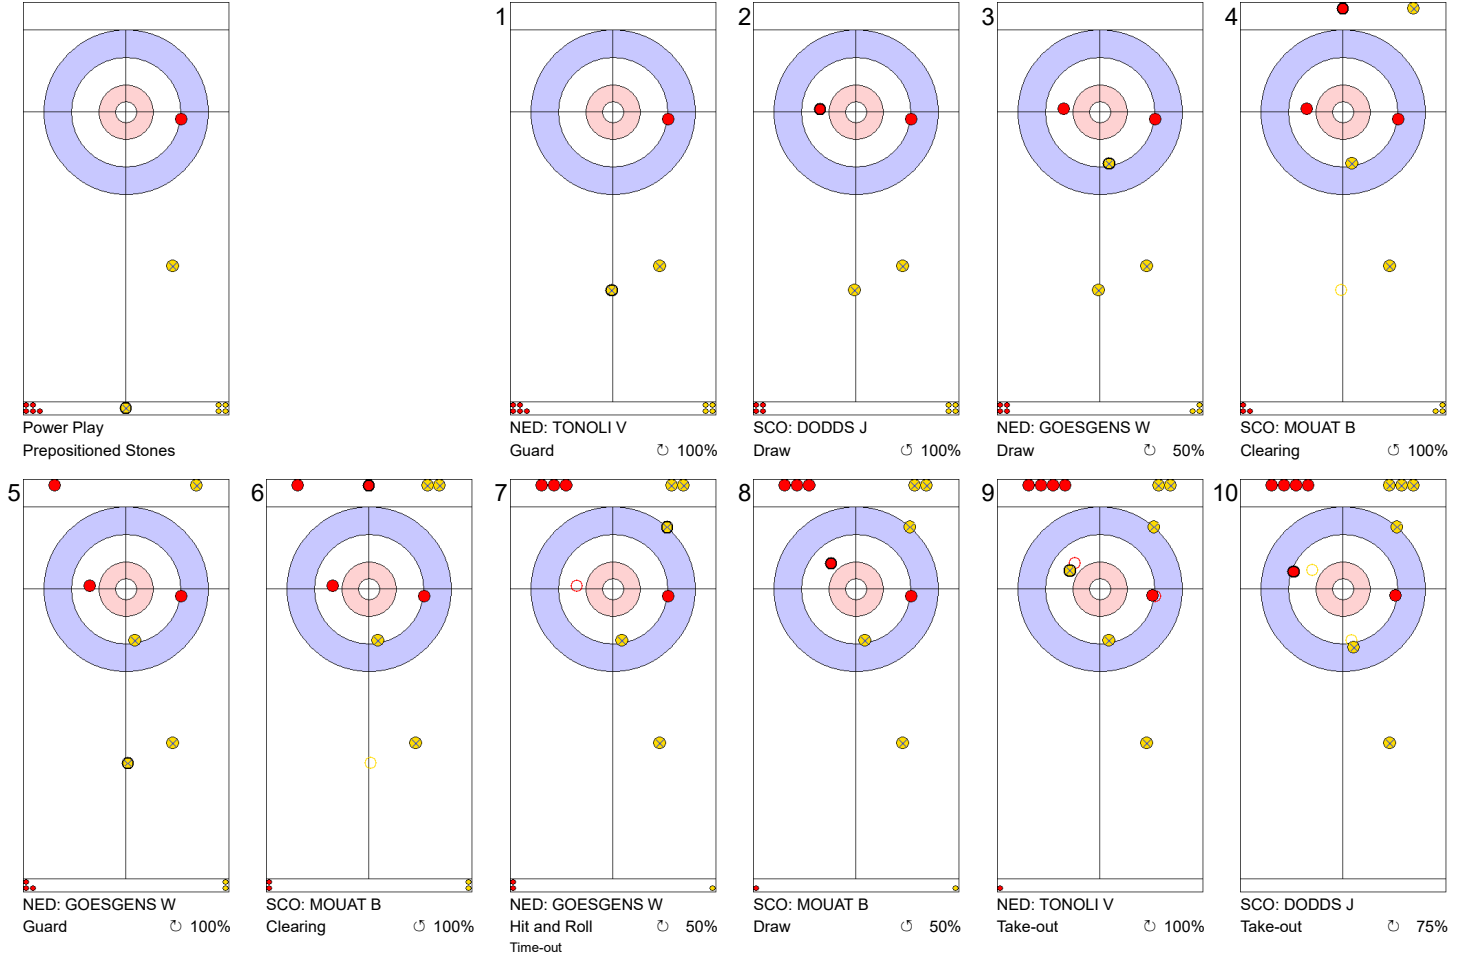 Power Play
Prepositioned Stones
1
NED: TONOLI V
Guard ↻ 100%
2
SCO: DODDS J
Draw ↺ 100%
3
NED: GOESGENS W
Draw ↻ 50%
4
SCO: MOUAT B
Clearing ↺ 100%
5
NED: GOESGENS W
Guard ↻ 100%
6
SCO: MOUAT B
Clearing ↻ 100%
7
NED: GOESGENS W
Hit and Roll ↻ 50%
Time-out
8
SCO: MOUAT B
Draw ↺ 50%
9
NED: TONOLI V
Take-out ↻ 100%
10
SCO: DODDS J
Take-out ↻ 75%